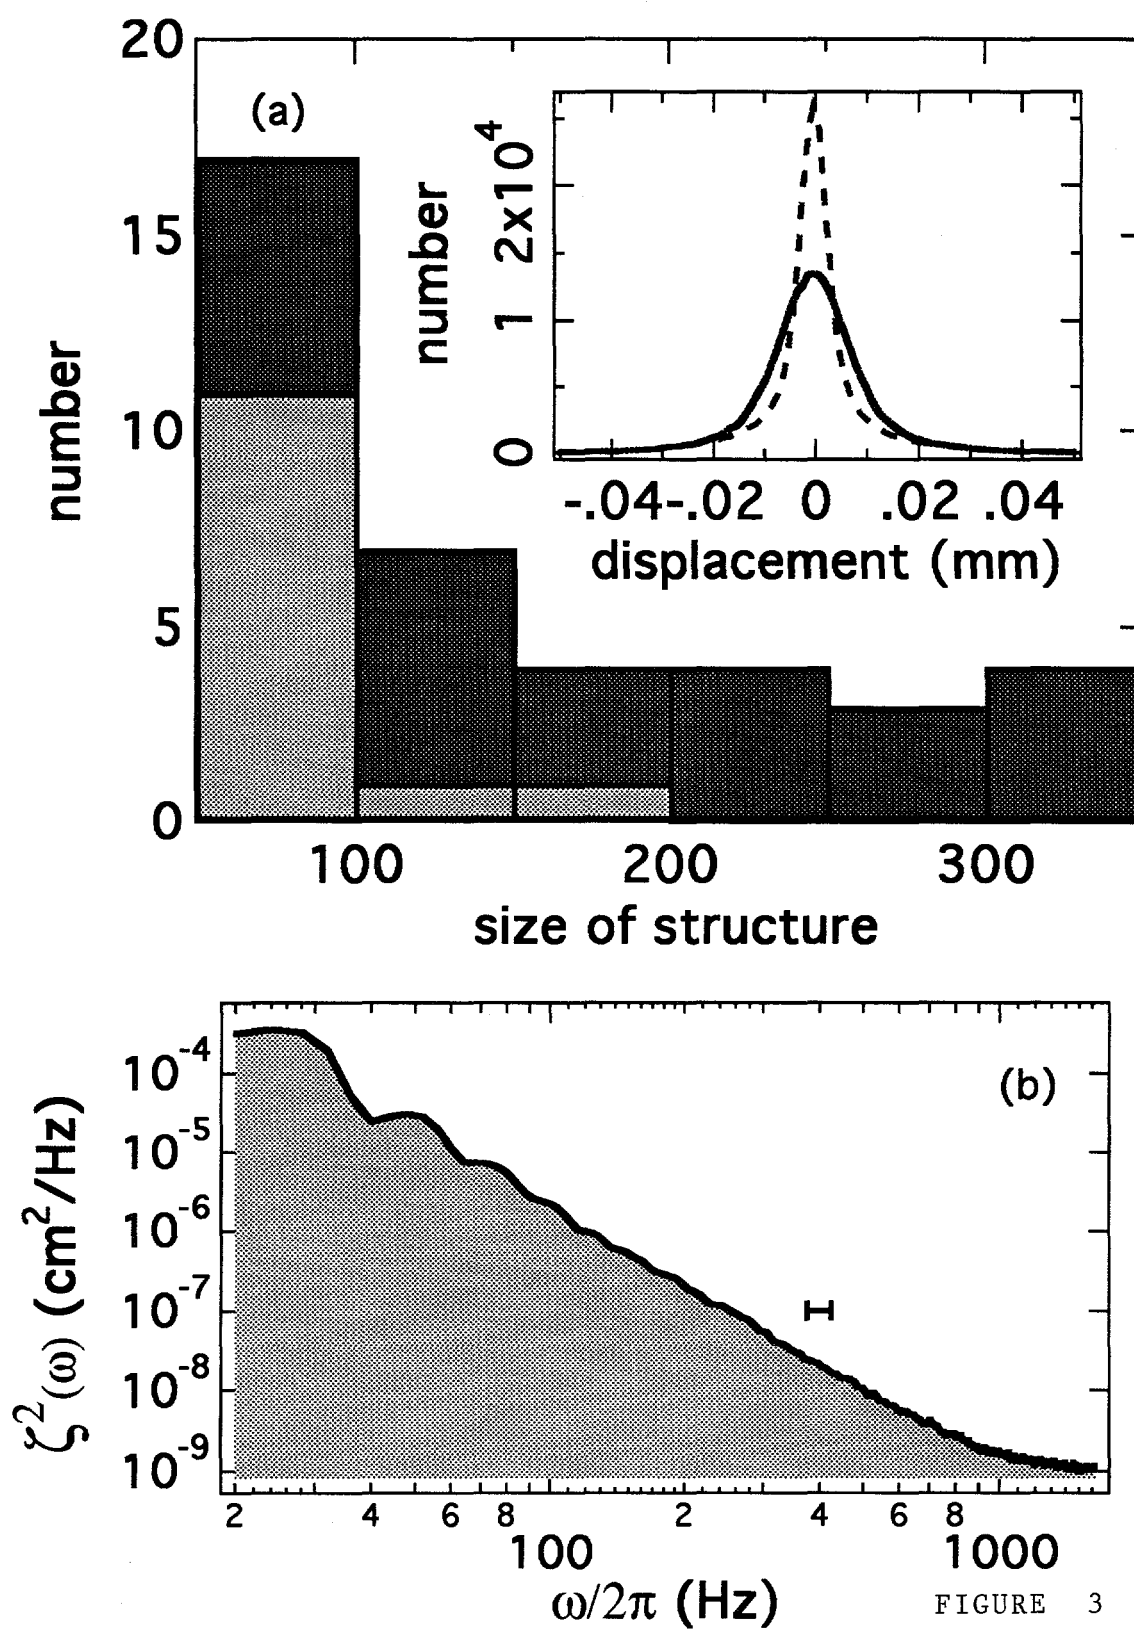 20
(a)
15
10
5
0
number
100 200 300
size of structure
number
2x10^4
1
0
-.04 -.02 0 .02 .04
displacement (mm)
(b)
10^-4
10^-5
10^-6
10^-7
10^-8
10^-9
ζ^2(ω) (cm^2/Hz)
2 4 6 8 2 4 6 8
100 1000
ω/2π (Hz)
FIGURE 3